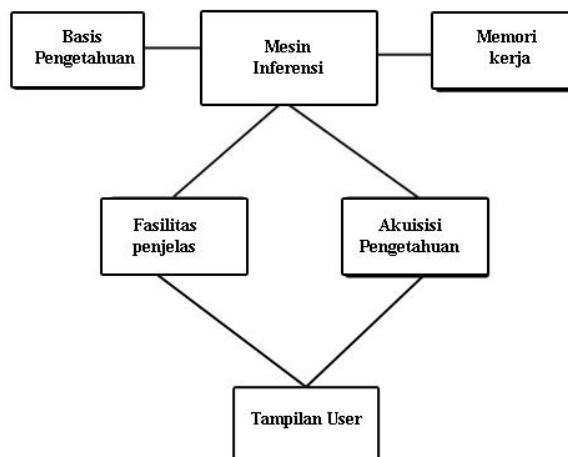 Basis
Pengetahuan
Mesin
Inferensi
Memori
kerja
Fasilitas
penjelas
Akuisisi
Pengetahuan
Tampilan User